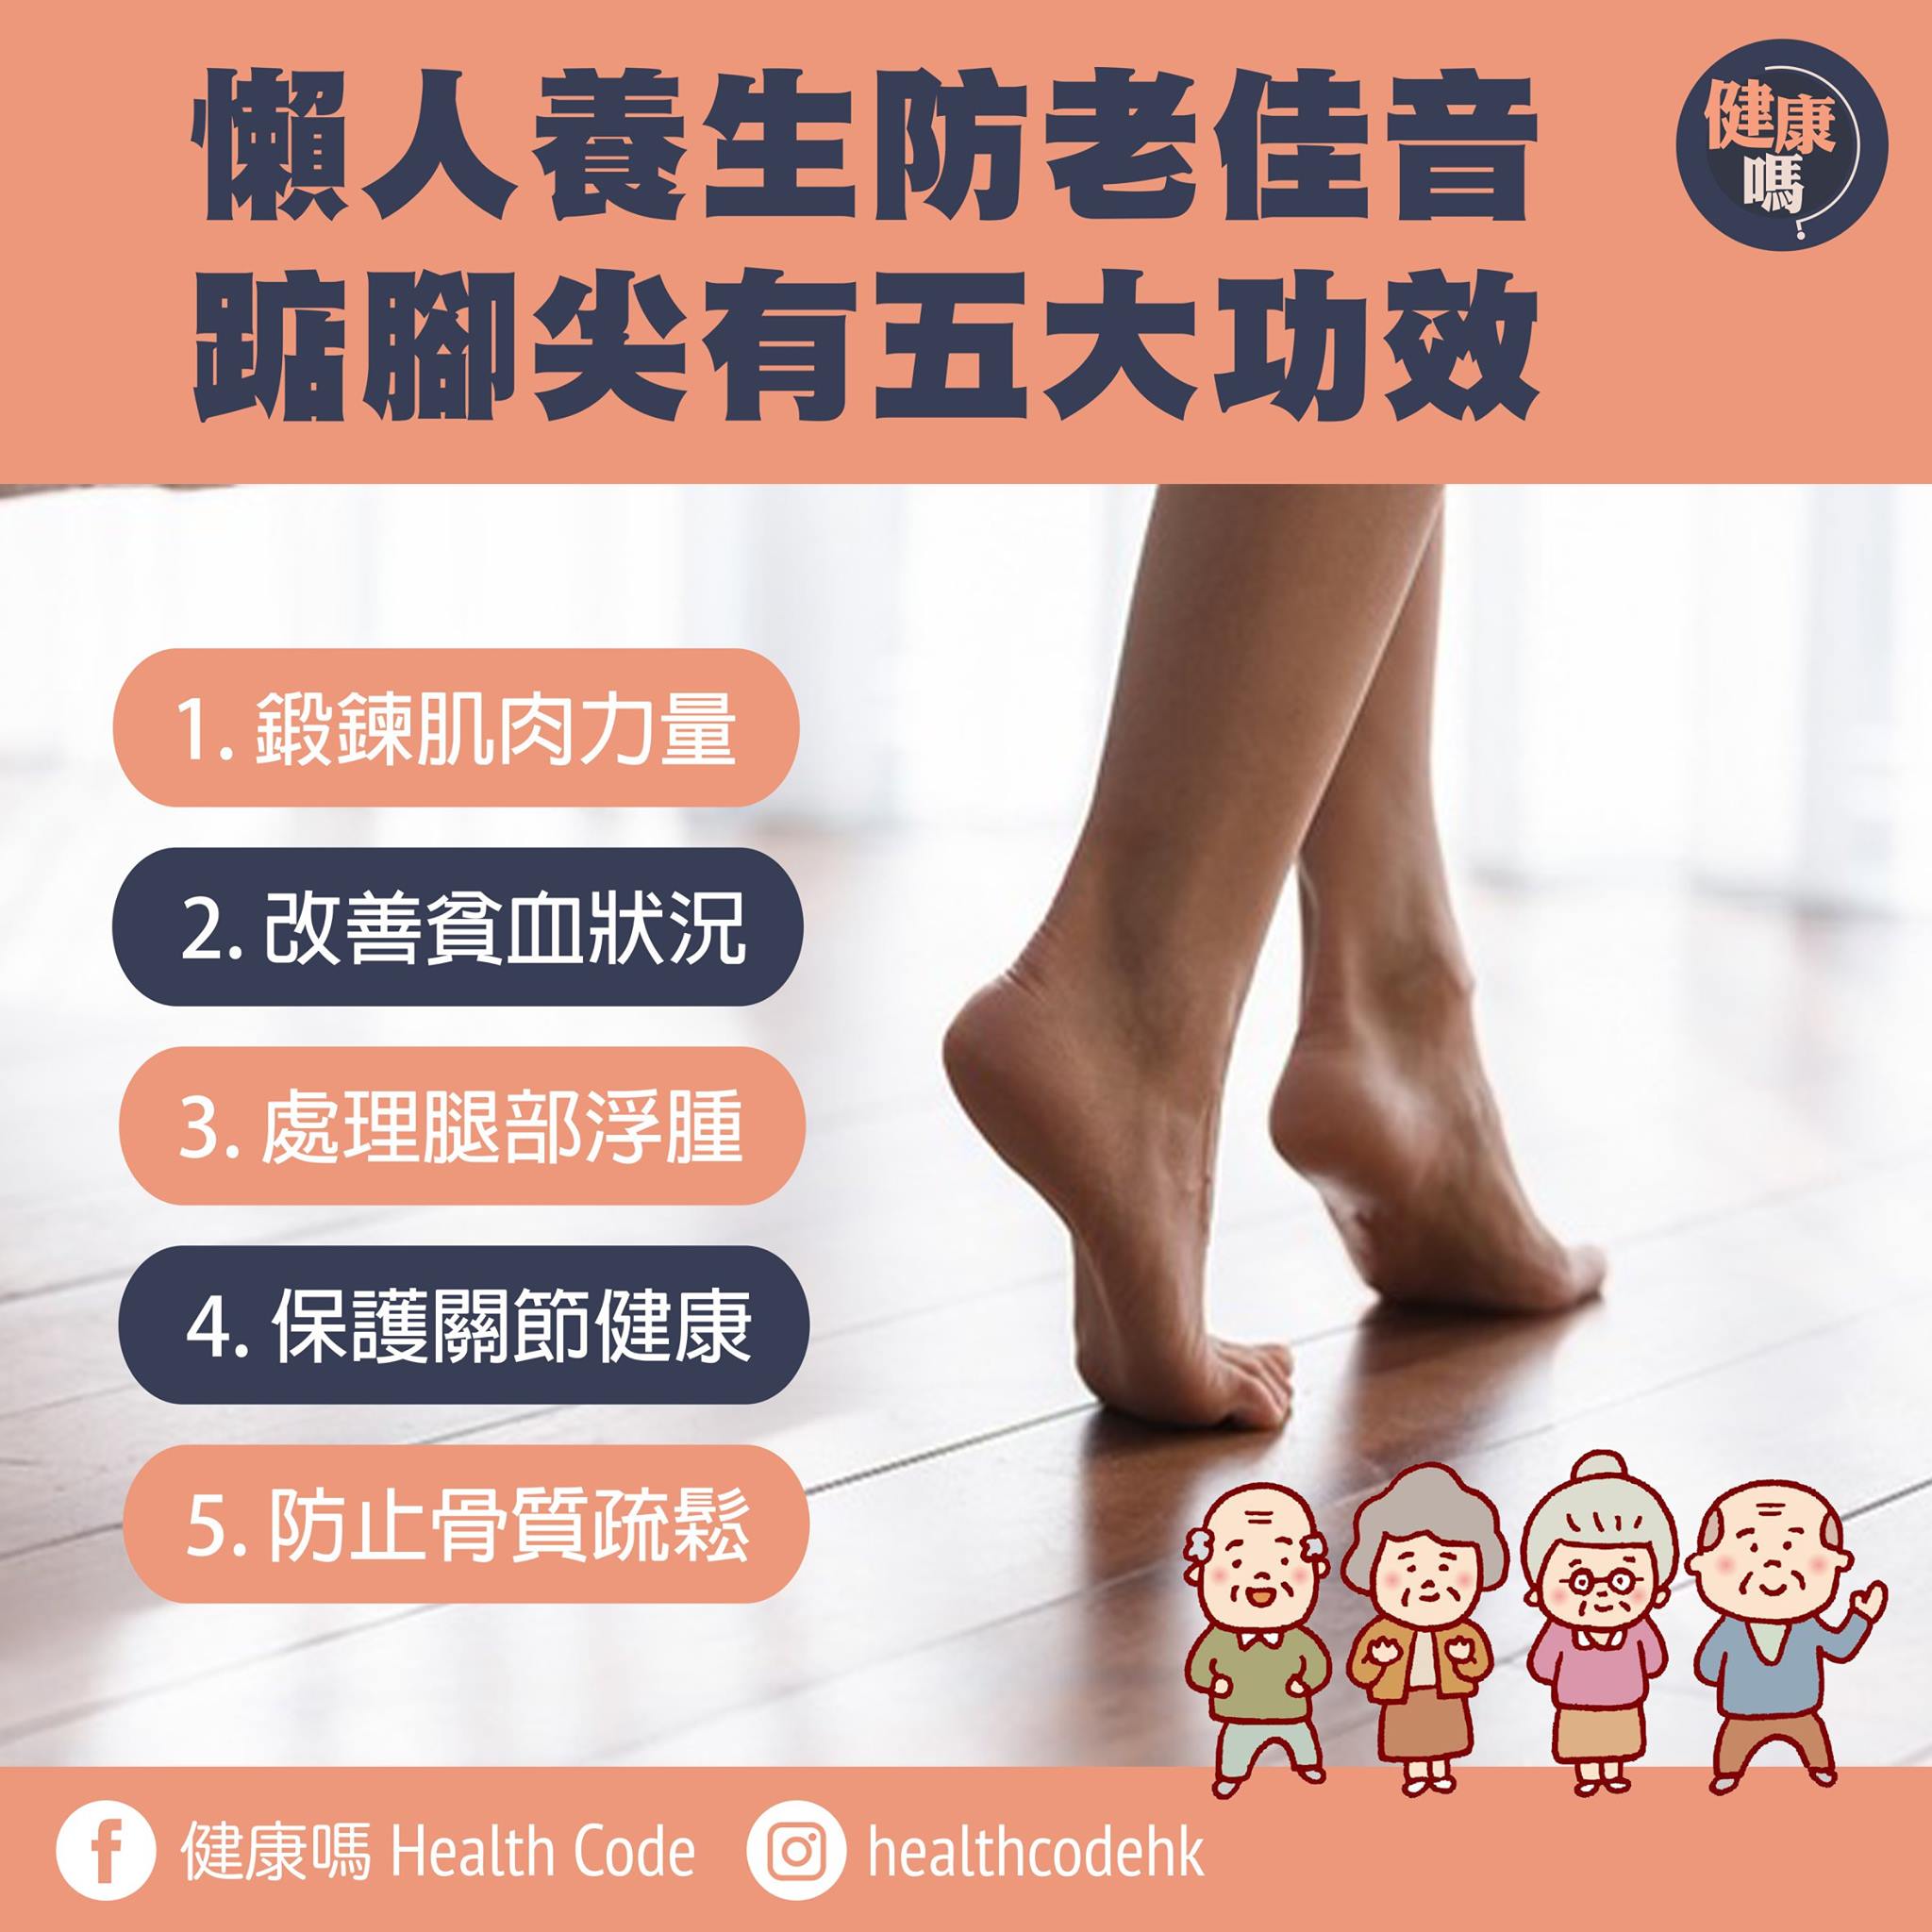 懶人養生防老佳音
踮腳尖有五大功效
健康
嗎?
1. 鍛鍊肌肉力量
2. 改善貧血狀況
3. 處理腿部浮腫
4. 保護關節健康
5. 防止骨質疏鬆
健康嗎 Health Code
healthcodehk